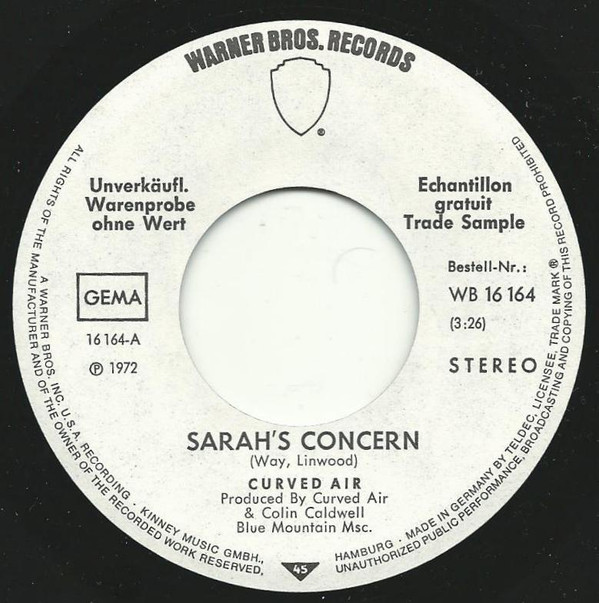 WARNER BROS. RECORDS
®
Unverkäufl.
Warenprobe
ohne Wert
Echantillon
gratuit
Trade Sample
GEMA
16 164-A
℗ 1972
Bestell-Nr.:
WB 16 164
(3:26)
STEREO
SARAH'S CONCERN
(Way, Linwood)
CURVED AIR
Produced By Curved Air
& Colin Caldwell
Blue Mountain Msc.
45
A WARNER BROS. INC. U.S.A. RECORDING · KINNEY MUSIC GMBH., HAMBURG · MADE IN GERMANY BY TELDEC, LICENSEE, TRADE MARK ®
ALL RIGHTS OF THE MANUFACTURER AND OF THE OWNER OF THE RECORDED WORK RESERVED, UNAUTHORIZED PUBLIC PERFORMANCE, BROADCASTING AND COPYING OF THIS RECORD PROHIBITED